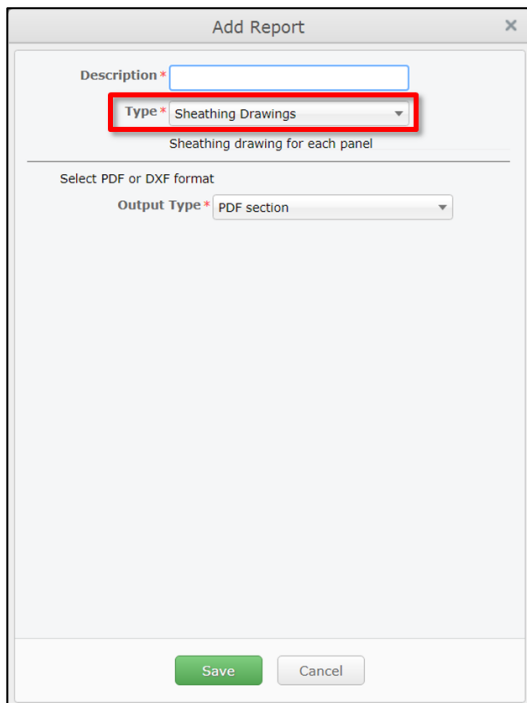 Add Report ×
Description *
Type * Sheathing Drawings
Sheathing drawing for each panel
Select PDF or DXF format
Output Type * PDF section
Save Cancel